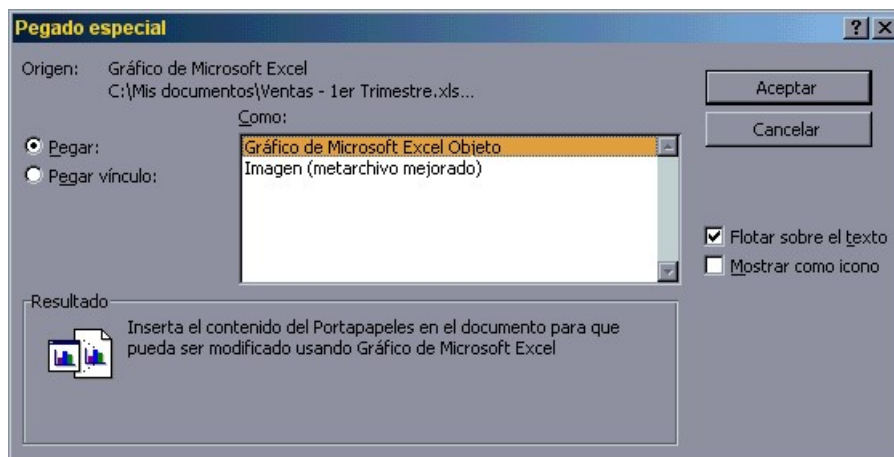 Pegado especial
Origen: Gráfico de Microsoft Excel
C:\Mis documentos\Ventas - 1er Trimestre.xls...
Como:
Pegar:
Pegar vínculo:
Gráfico de Microsoft Excel Objeto
Imagen (metarchivo mejorado)
Aceptar
Cancelar
Flotar sobre el texto
Mostrar como icono
Resultado
Inserta el contenido del Portapapeles en el documento para que
pueda ser modificado usando Gráfico de Microsoft Excel